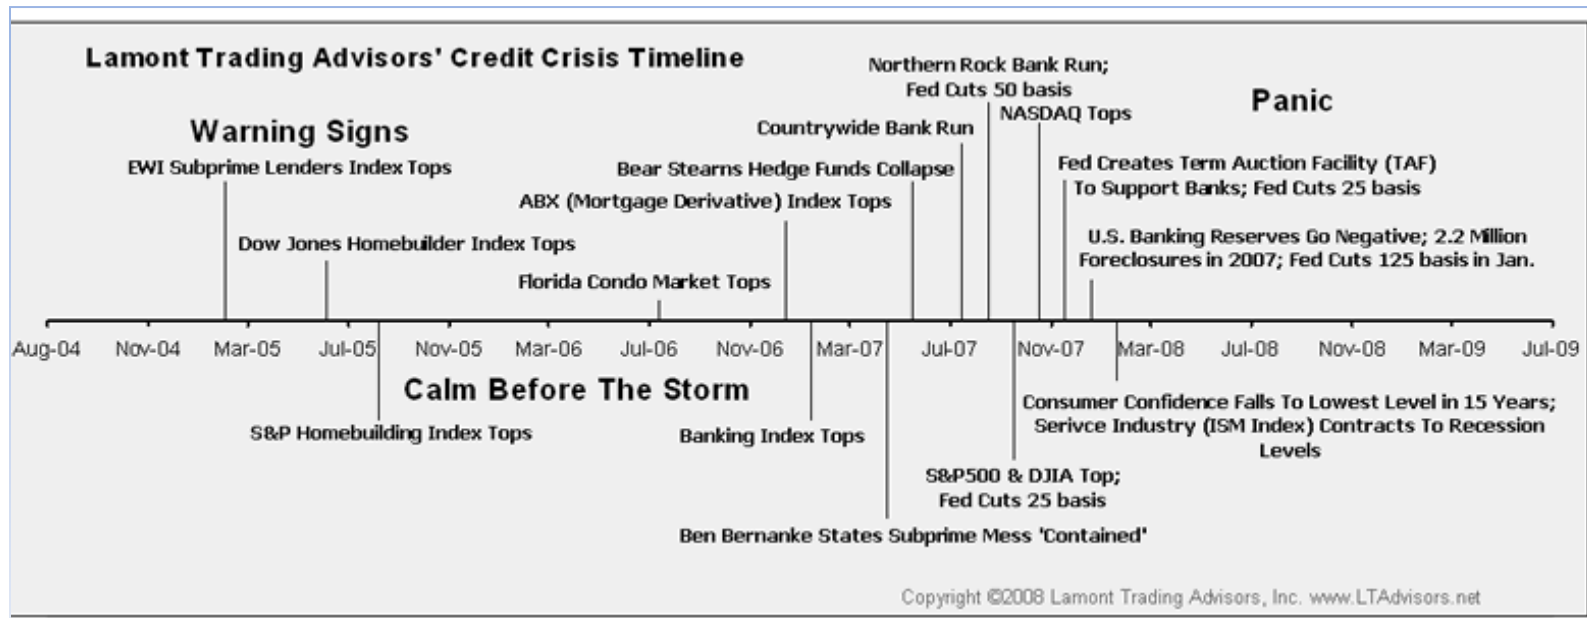 Lamont Trading Advisors' Credit Crisis Timeline
Northern Rock Bank Run;
Fed Cuts 50 basis
Panic
NASDAQ Tops
Warning Signs
Countrywide Bank Run
EWI Subprime Lenders Index Tops
Bear Stearns Hedge Funds Collapse
Fed Creates Term Auction Facility (TAF)
To Support Banks; Fed Cuts 25 basis
ABX (Mortgage Derivative) Index Tops
Dow Jones Homebuilder Index Tops
U.S. Banking Reserves Go Negative; 2.2 Million
Foreclosures in 2007; Fed Cuts 125 basis in Jan.
Florida Condo Market Tops
Aug-04 Nov-04 Mar-05 Jul-05 Nov-05 Mar-06 Jul-06 Nov-06 Mar-07 Jul-07 Nov-07 Mar-08 Jul-08 Nov-08 Mar-09 Jul-09
Calm Before The Storm
S&P Homebuilding Index Tops
Banking Index Tops
Consumer Confidence Falls To Lowest Level in 15 Years;
Serivce Industry (ISM Index) Contracts To Recession
Levels
S&P500 & DJIA Top;
Fed Cuts 25 basis
Ben Bernanke States Subprime Mess 'Contained'
Copyright ©2008 Lamont Trading Advisors, Inc. www.LTAdvisors.net